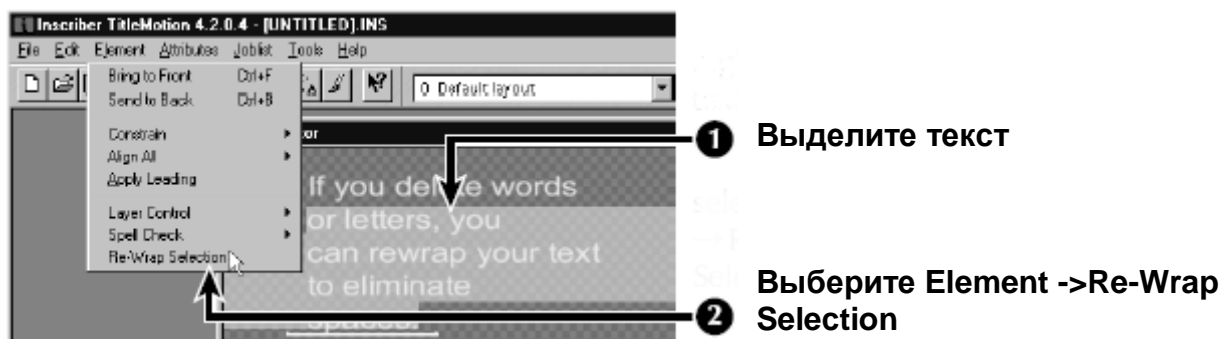 Inscriber TitleMotion 4.2.0.4 - [UNTITLED].INS
File Edit Element Attributes Joblist Tools Help
0 Default layout
Bring to Front Ctrl+F
Send to Back Ctrl+B
Constrain
Align All
Apply Leading
Layer Control
Spell Check
Re-Wrap Selection
If you delete words
or letters, you
can rewrap your text
to eliminate
spaces.
1 Выделите текст
2 Выберите Element ->Re-Wrap
Selection